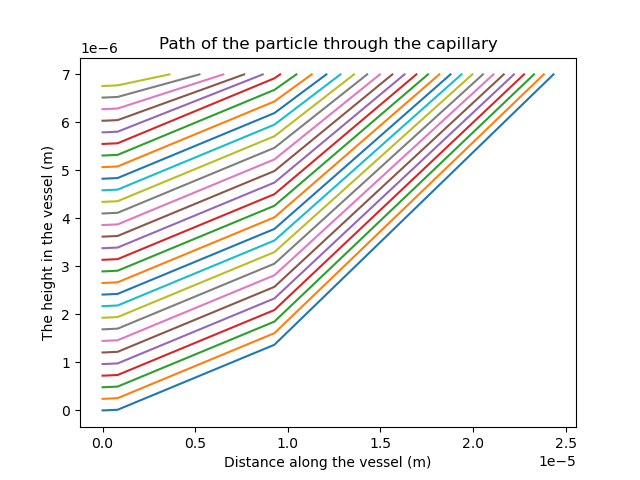 Path of the particle through the capillary
1e−6
7
6
5
4
3
2
1
0
The height in the vessel (m)
0.0 0.5 1.0 1.5 2.0 2.5
1e−5
Distance along the vessel (m)